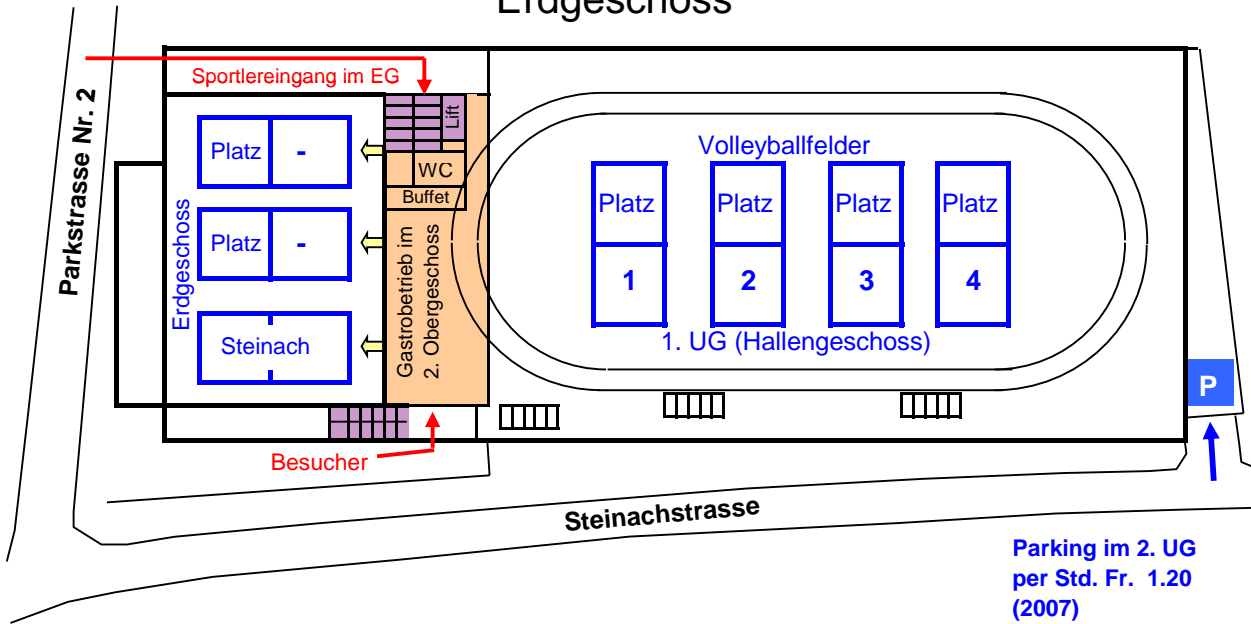 Erdgeschoss
Sportlereingang im EG
Parkstrasse Nr. 2
Lift
Platz -
WC
Buffet
Platz -
Steinach
Erdgeschoss
Gastrobetrieb im
2. Obergeschoss
Volleyballfelder
Platz Platz Platz Platz
1 2 3 4
1. UG (Hallengeschoss)
P
Besucher
Steinachstrasse
Parking im 2. UG
per Std. Fr. 1.20
(2007)